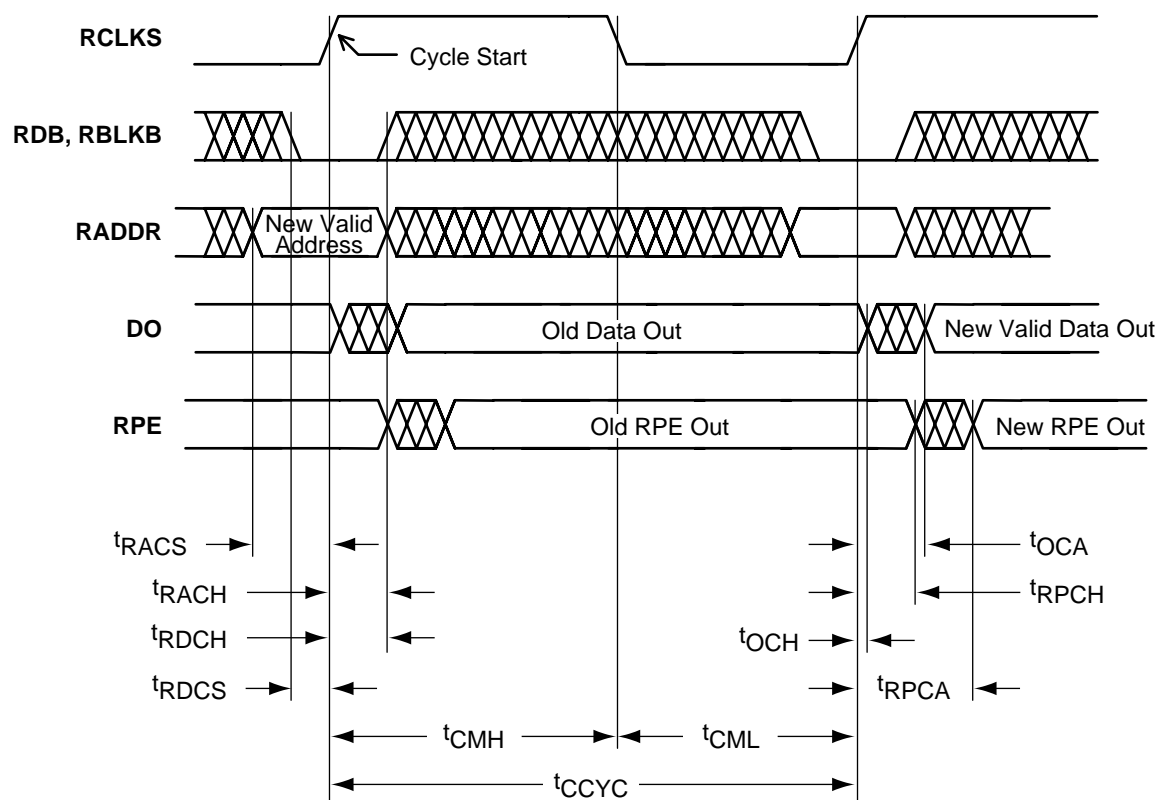 RCLKS
Cycle Start
RDB, RBLKB
RADDR
New Valid
Address
DO
Old Data Out
New Valid Data Out
RPE
Old RPE Out
New RPE Out
tRACS
tOCA
tRACH
tRPCH
tRDCH
tOCH
tRDCS
tRPCA
tCMH
tCML
tCCYC